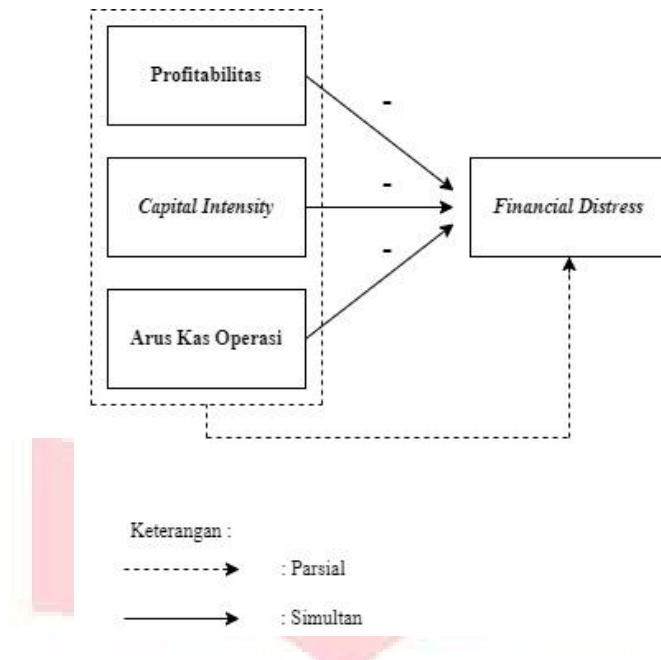 Profitabilitas
-
Capital Intensity
-
Financial Distress
-
Arus Kas Operasi
Keterangan :
: Parsial
: Simultan